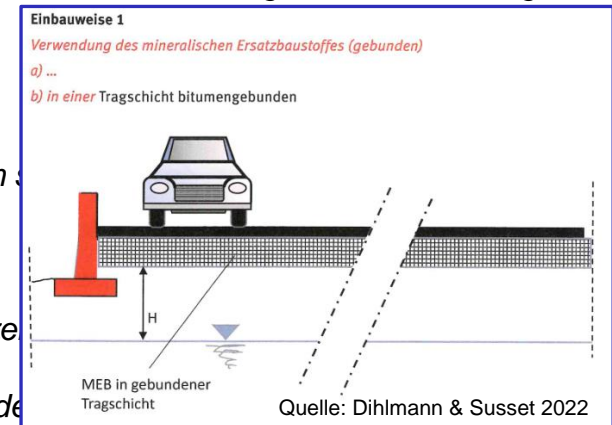 Einbauweise 1
Verwendung des mineralischen Ersatzbaustoffes (gebunden)
a) ...
b) in einer Tragschicht bitumengebunden
H
MEB in gebundener
Tragschicht
Quelle: Dihlmann & Susset 2022